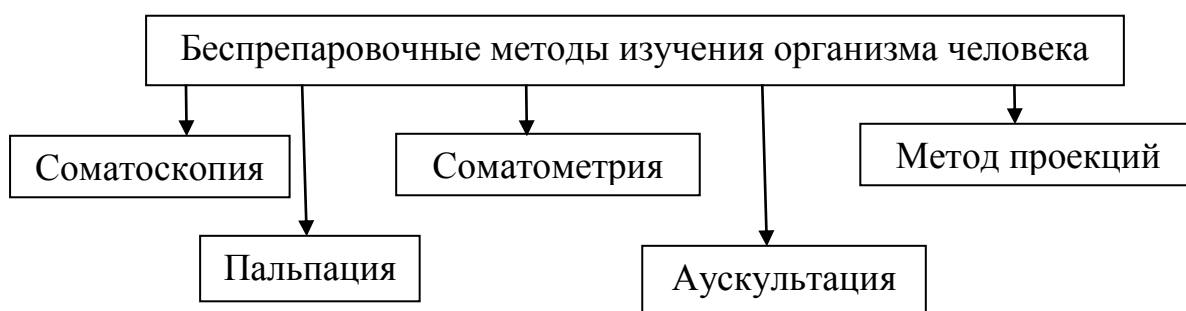 Беспрепаровочные методы изучения организма человека
Соматоскопия
Соматометрия
Метод проекций
Пальпация
Аускультация